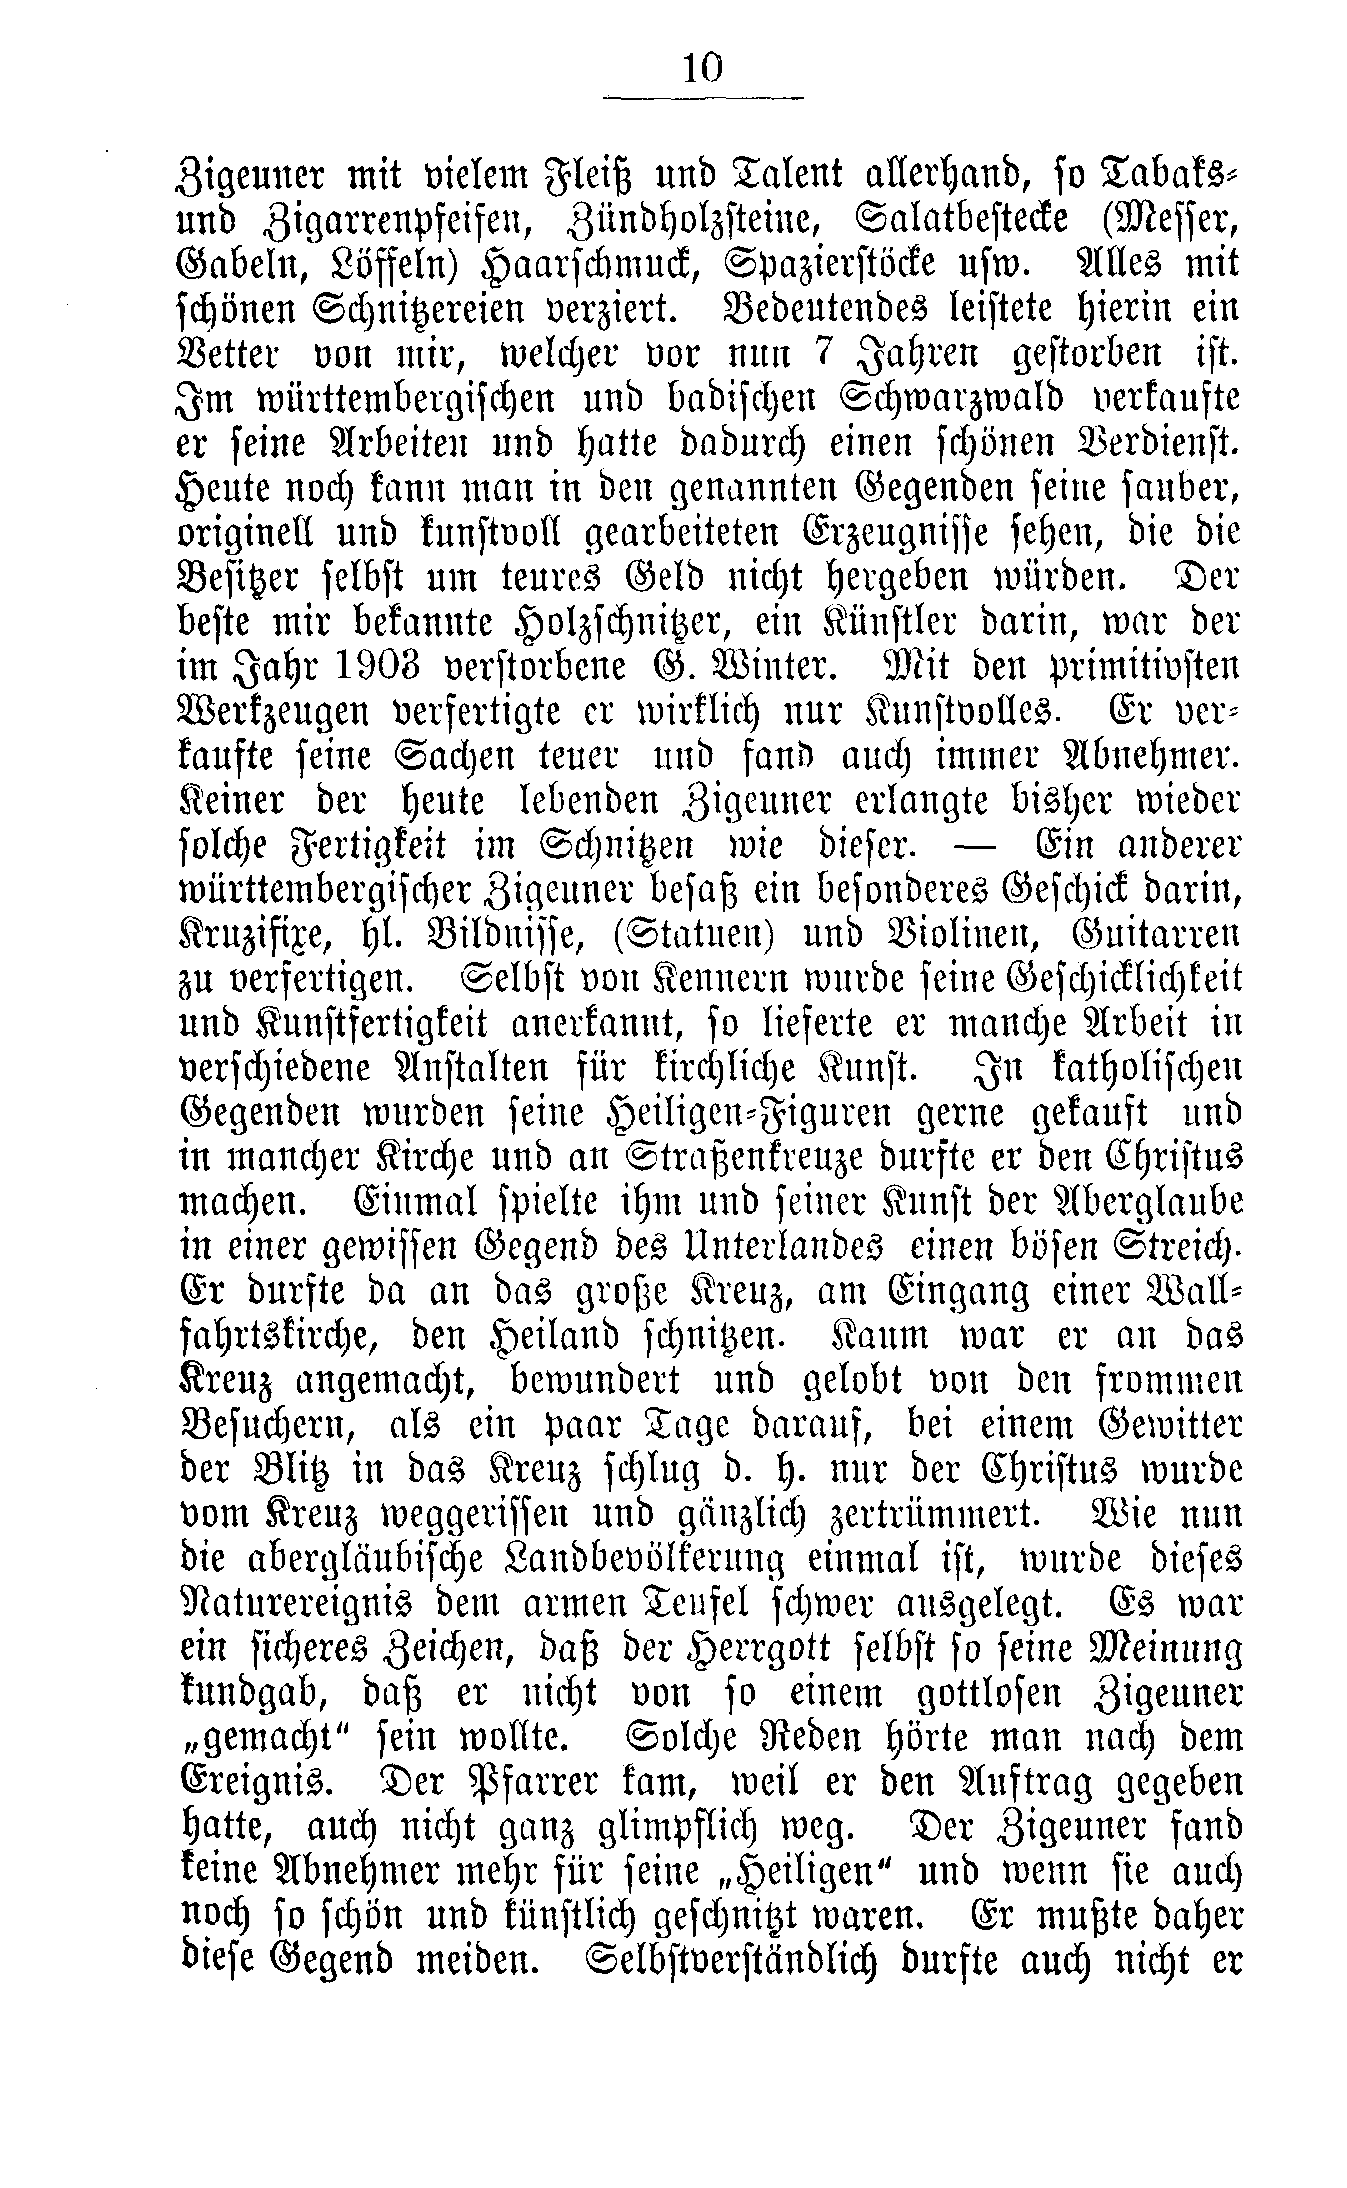 10
Zigeuner mit vielem Fleiß und Talent allerhand, so Tabaks-
und Zigarrenpfeifen, Zündholzsteine, Salatbestecke (Messer,
Gabeln, Löffeln) Haarschmuck, Spazierstöcke usw. Alles mit
schönen Schnitzereien verziert. Bedeutendes leistete hierin ein
Vetter von mir, welcher vor nun 7 Jahren gestorben ist.
Im württembergischen und badischen Schwarzwald verkaufte
er seine Arbeiten und hatte dadurch einen schönen Verdienst.
Heute noch kann man in den genannten Gegenden seine sauber,
originell und kunstvoll gearbeiteten Erzeugnisse sehen, die die
Besitzer selbst um teures Geld nicht hergeben würden. Der
beste mir bekannte Holzschnitzer, ein Künstler darin, war der
im Jahr 1903 verstorbene G. Winter. Mit den primitivsten
Werkzeugen verfertigte er wirklich nur Kunstvolles. Er ver-
kaufte seine Sachen teuer und fand auch immer Abnehmer.
Keiner der heute lebenden Zigeuner erlangte bisher wieder
solche Fertigkeit im Schnitzen wie dieser. — Ein anderer
württembergischer Zigeuner besaß ein besonderes Geschick darin,
Kruzifixe, hl. Bildnisse, (Statuen) und Violinen, Guitarren
zu verfertigen. Selbst von Kennern wurde seine Geschicklichkeit
und Kunstfertigkeit anerkannt, so lieferte er manche Arbeit in
verschiedene Anstalten für kirchliche Kunst. In katholischen
Gegenden wurden seine Heiligen-Figuren gerne gekauft und
in mancher Kirche und an Straßenkreuze durfte er den Christus
machen. Einmal spielte ihm und seiner Kunst der Aberglaube
in einer gewissen Gegend des Unterlandes einen bösen Streich.
Er durfte da an das große Kreuz, am Eingang einer Wall-
fahrtskirche, den Heiland schnitzen. Kaum war er an das
Kreuz angemacht, bewundert und gelobt von den frommen
Besuchern, als ein paar Tage darauf, bei einem Gewitter
der Blitz in das Kreuz schlug d. h. nur der Christus wurde
vom Kreuz weggerissen und gänzlich zertrümmert. Wie nun
die abergläubische Landbevölkerung einmal ist, wurde dieses
Naturereignis dem armen Teufel schwer ausgelegt. Es war
ein sicheres Zeichen, daß der Herrgott selbst so seine Meinung
kundgab, daß er nicht von so einem gottlosen Zigeuner
„gemacht“ sein wollte. Solche Reden hörte man nach dem
Ereignis. Der Pfarrer kam, weil er den Auftrag gegeben
hatte, auch nicht ganz glimpflich weg. Der Zigeuner fand
keine Abnehmer mehr für seine „Heiligen“ und wenn sie auch
noch so schön und künstlich geschnitzt waren. Er mußte daher
diese Gegend meiden. Selbstverständlich durfte auch nicht er